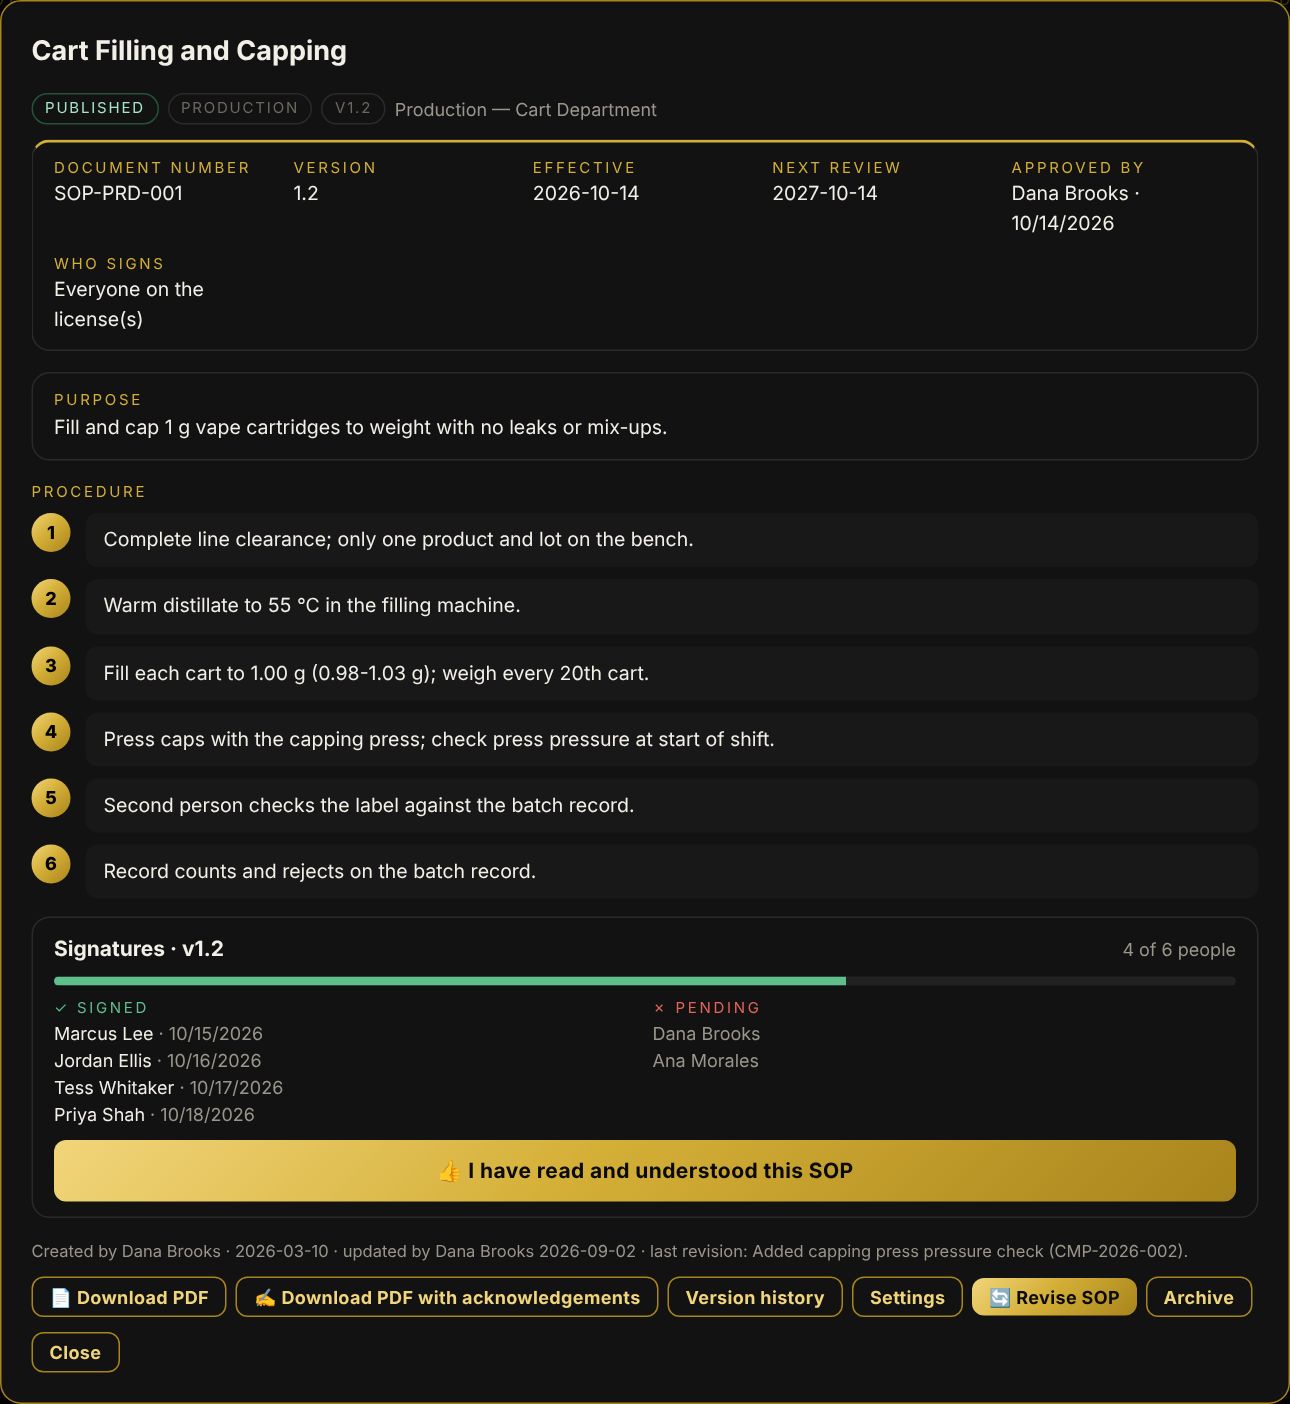 Cart Filling and Capping
PUBLISHED PRODUCTION V1.2 Production — Cart Department
DOCUMENT NUMBER VERSION EFFECTIVE NEXT REVIEW APPROVED BY
SOP-PRD-001 1.2 2026-10-14 2027-10-14 Dana Brooks ·
10/14/2026
WHO SIGNS
Everyone on the
license(s)
PURPOSE
Fill and cap 1 g vape cartridges to weight with no leaks or mix-ups.
PROCEDURE
1 Complete line clearance; only one product and lot on the bench.
2 Warm distillate to 55 °C in the filling machine.
3 Fill each cart to 1.00 g (0.98-1.03 g); weigh every 20th cart.
4 Press caps with the capping press; check press pressure at start of shift.
5 Second person checks the label against the batch record.
6 Record counts and rejects on the batch record.
Signatures · v1.2 4 of 6 people
✓ SIGNED × PENDING
Marcus Lee · 10/15/2026 Dana Brooks
Jordan Ellis · 10/16/2026 Ana Morales
Tess Whitaker · 10/17/2026
Priya Shah · 10/18/2026
👍 I have read and understood this SOP
Created by Dana Brooks · 2026-03-10 · updated by Dana Brooks 2026-09-02 · last revision: Added capping press pressure check (CMP-2026-002).
📄 Download PDF ✍️ Download PDF with acknowledgements Version history Settings 🔄 Revise SOP Archive
Close